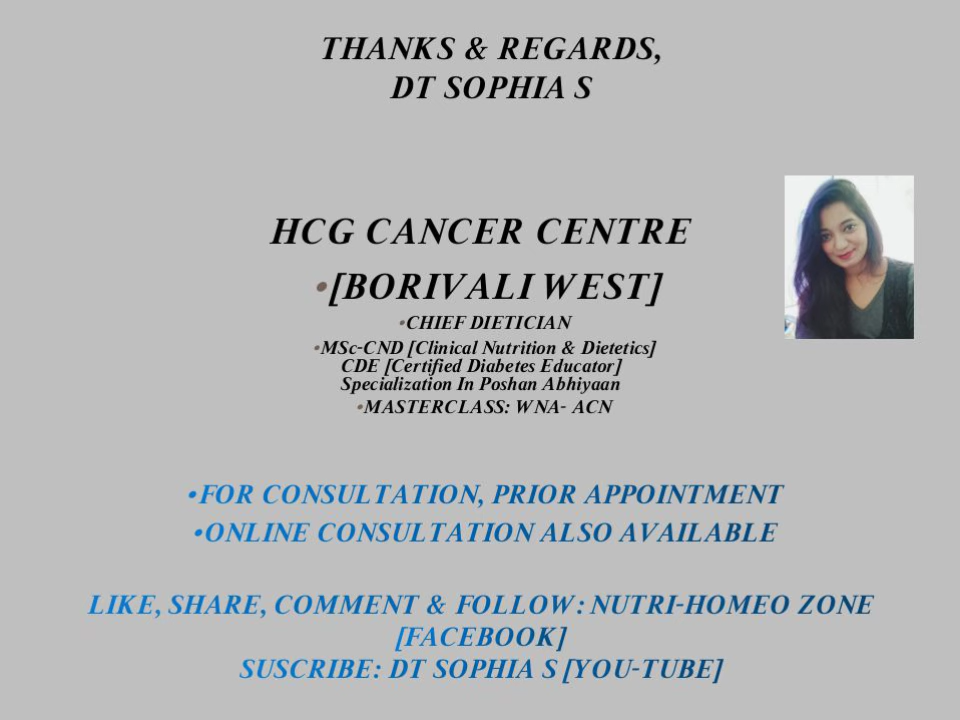 THANKS & REGARDS,
DT SOPHIA S
HCG CANCER CENTRE
•[BORIVALI WEST]
•CHIEF DIETICIAN
•MSc-CND [Clinical Nutrition & Dietetics]
CDE [Certified Diabetes Educator]
Specialization In Poshan Abhiyaan
•MASTERCLASS: WNA- ACN
•FOR CONSULTATION, PRIOR APPOINTMENT
•ONLINE CONSULTATION ALSO AVAILABLE
LIKE, SHARE, COMMENT & FOLLOW: NUTRI-HOMEO ZONE
[FACEBOOK]
SUSCRIBE: DT SOPHIA S [YOU-TUBE]